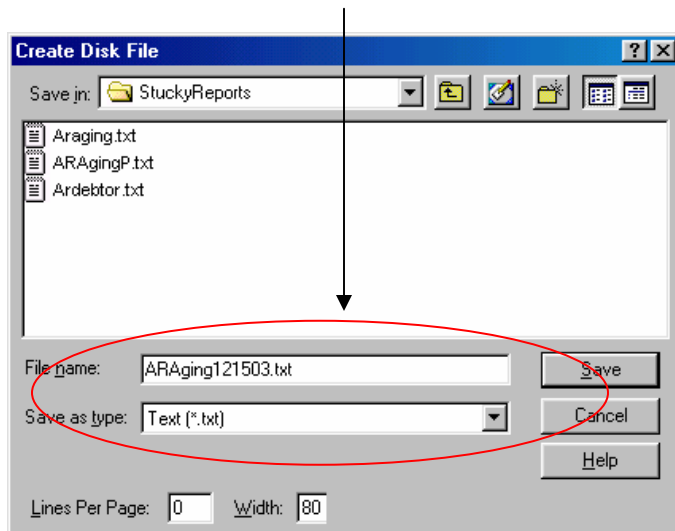 Create Disk File
Save in: StuckyReports
Araging.txt
ARAgingP.txt
Ardebtor.txt
File name: ARAging121503.txt Save
Save as type: Text (*.txt) Cancel
Help
Lines Per Page: 0 Width: 80